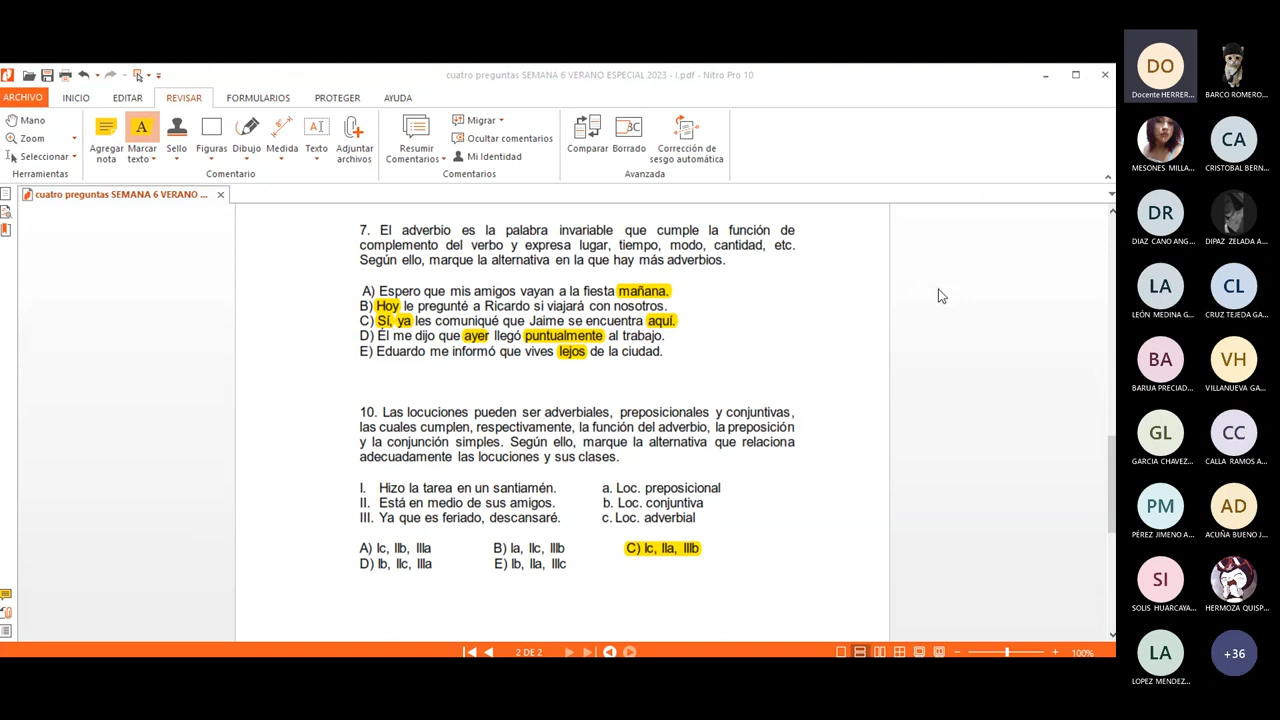 cuatro preguntas SEMANA 6 VERANO ESPECIAL 2023 - I.pdf - Nitro Pro 10
ARCHIVO INICIO EDITAR REVISAR FORMULARIOS PROTEGER AYUDA
Mano
Zoom
Seleccionar
Herramientas
Agregar nota
Marcar texto
Sello
Figuras
Dibujo
Medida
Texto
Adjuntar archivos
Comentario
Resumir Comentarios
Migrar
Ocultar comentarios
Mi Identidad
Comentarios
Comparar
Borrado
Corrección de sesgo automática
Avanzada
cuatro preguntas SEMANA 6 VERANO ...
7. El adverbio es la palabra invariable que cumple la función de
complemento del verbo y expresa lugar, tiempo, modo, cantidad, etc.
Según ello, marque la alternativa en la que hay más adverbios.
A) Espero que mis amigos vayan a la fiesta mañana.
B) Hoy le pregunté a Ricardo si viajará con nosotros.
C) Sí, ya les comuniqué que Jaime se encuentra aquí.
D) Él me dijo que ayer llegó puntualmente al trabajo.
E) Eduardo me informó que vives lejos de la ciudad.
10. Las locuciones pueden ser adverbiales, preposicionales y conjuntivas,
las cuales cumplen, respectivamente, la función del adverbio, la preposición
y la conjunción simples. Según ello, marque la alternativa que relaciona
adecuadamente las locuciones y sus clases.
I. Hizo la tarea en un santiamén. a. Loc. preposicional
II. Está en medio de sus amigos. b. Loc. conjuntiva
III. Ya que es feriado, descansaré. c. Loc. adverbial
A) Ic, IIb, IIIa B) Ia, IIc, IIIb C) Ic, IIa, IIIb
D) Ib, IIc, IIIa E) Ib, IIa, IIIc
2 DE 2
100%
DO
Docente HERRER...
BARCO ROMERO...
MESONES MILLA...
CA
CRISTOBAL BERN...
DR
DIAZ CANO ANG...
DIPAZ ZELADA A...
LA
LEÓN MEDINA G...
CL
CRUZ TEJEDA GA...
BA
BARUA PRECIAD...
VH
VILLANUEVA GA...
GL
GARCIA CHAVEZ...
CC
CALLA RAMOS A...
PM
PÉREZ JIMENO A...
AD
ACUÑA BUENO J...
SI
SOLIS HUARCAYA...
HERMOZA QUISP...
LA
LOPEZ MENDEZ...
+36